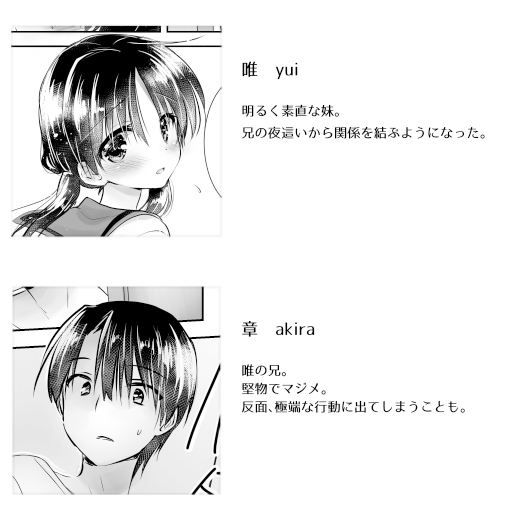 唯 yui
明るく素直な妹。
兄の夜這いから関係を結ぶようになった。
章 akira
唯の兄。
堅物でマジメ。
反面、極端な行動に出てしまうことも。